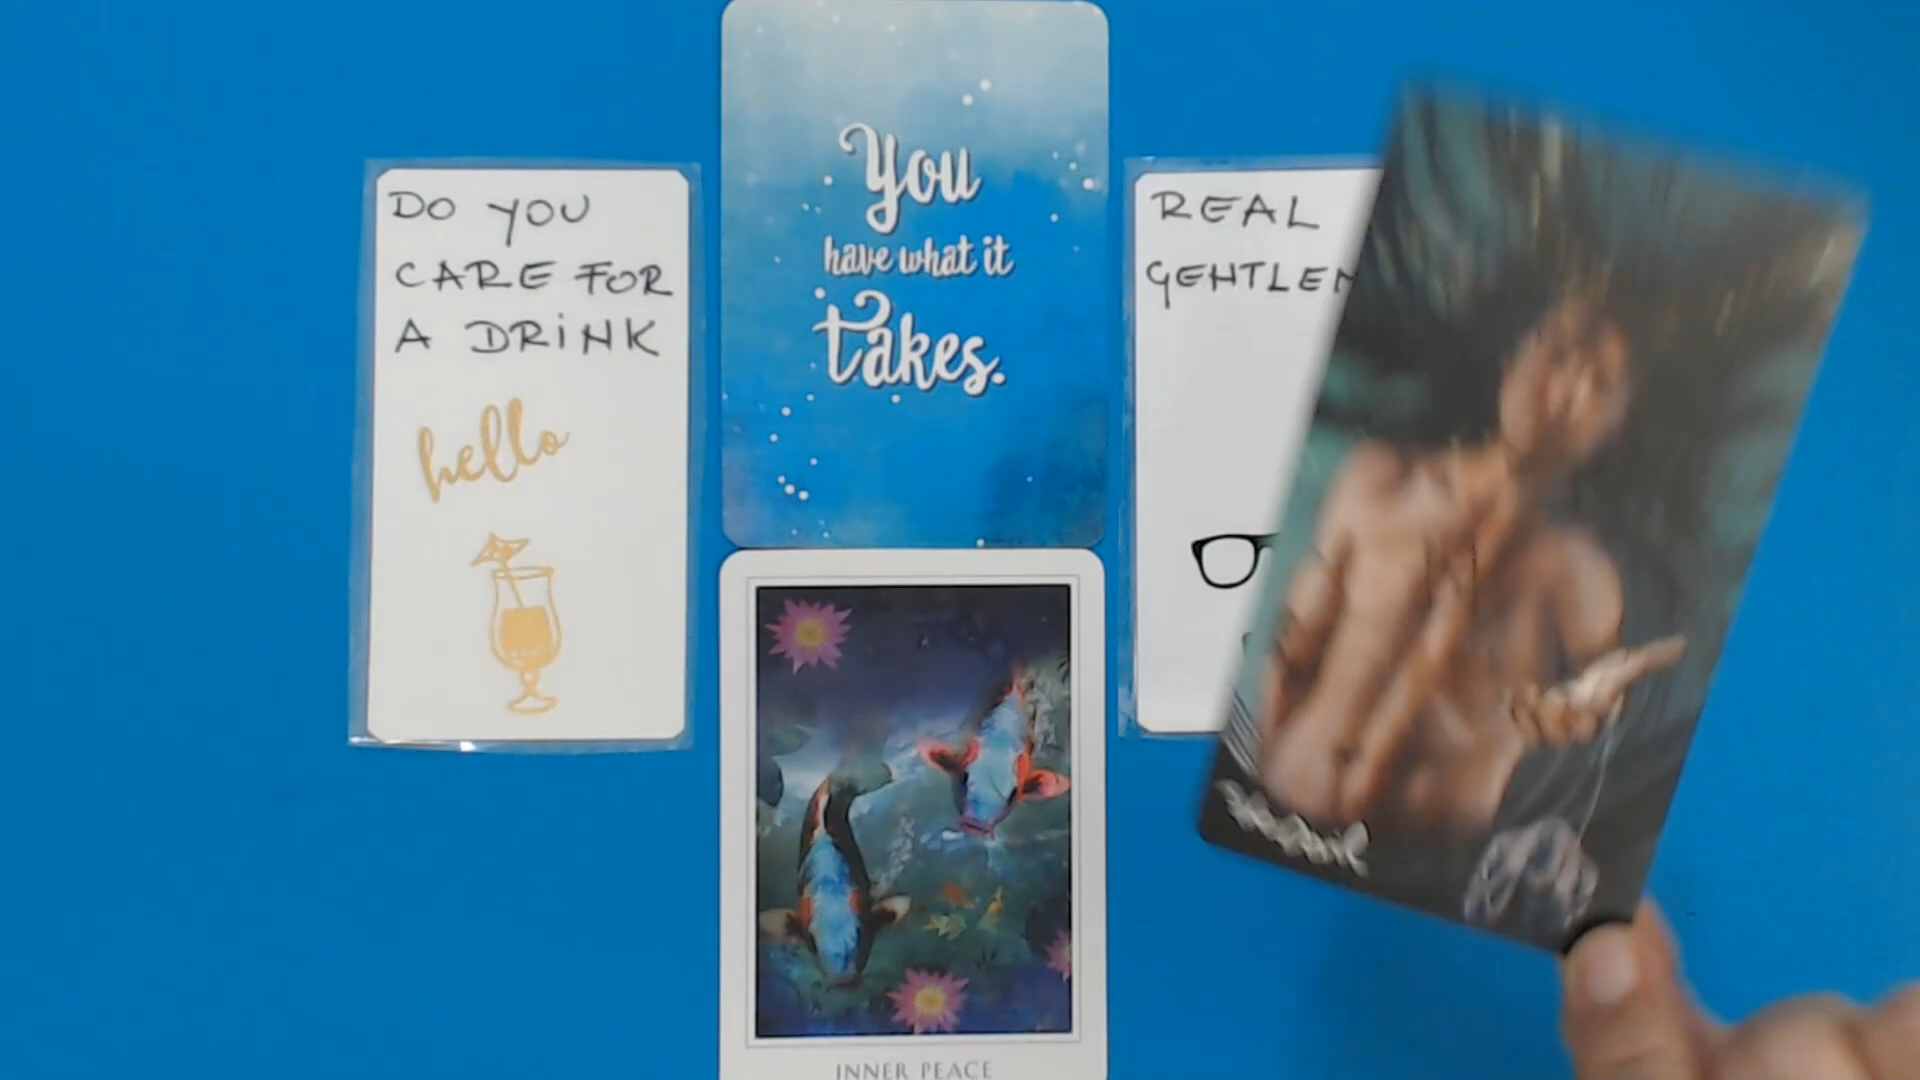 DO YOU
CARE FOR
A DRINK
hello
You
have what it
takes.
REAL
INNER PEACE